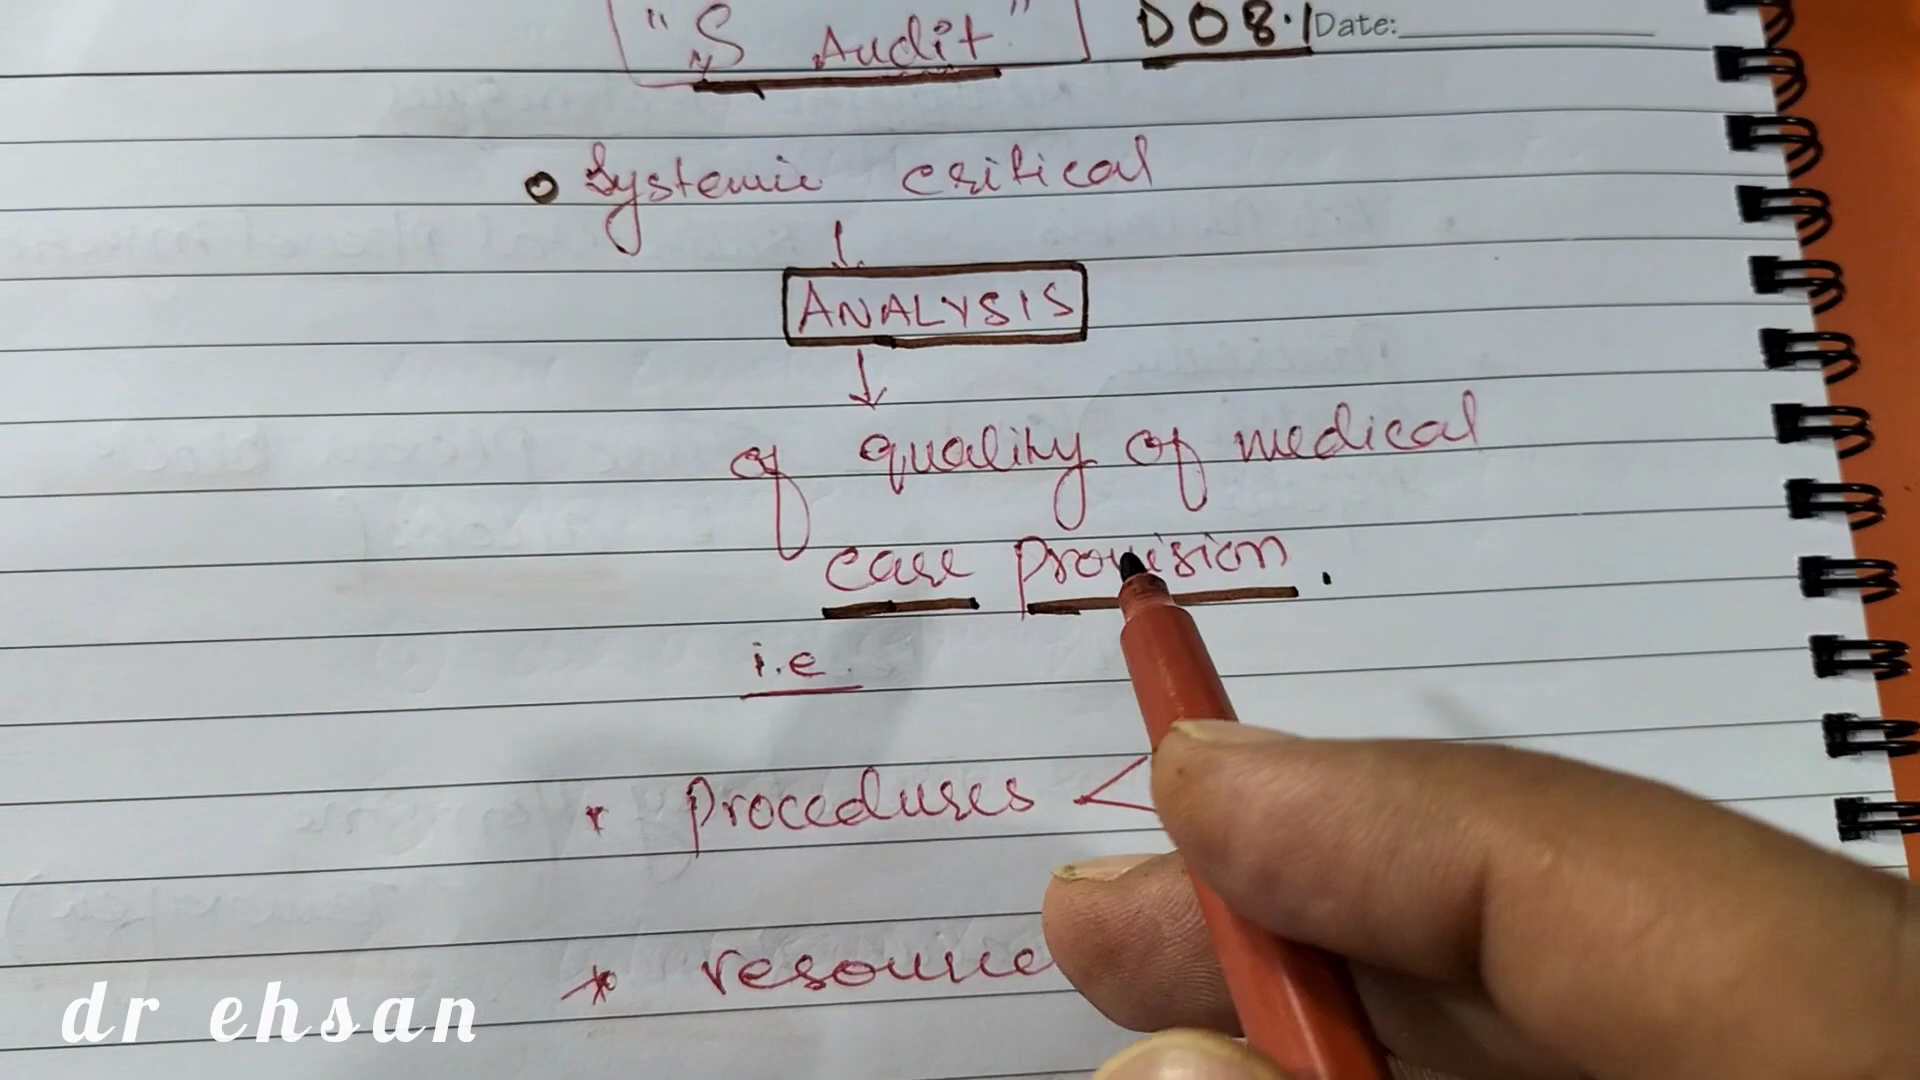 "S Audit" DO8.1 Date:
Systemic critical
ANALYSIS
of quality of medical
care provision.
i.e
Procedures <
* resource
dr ehsan